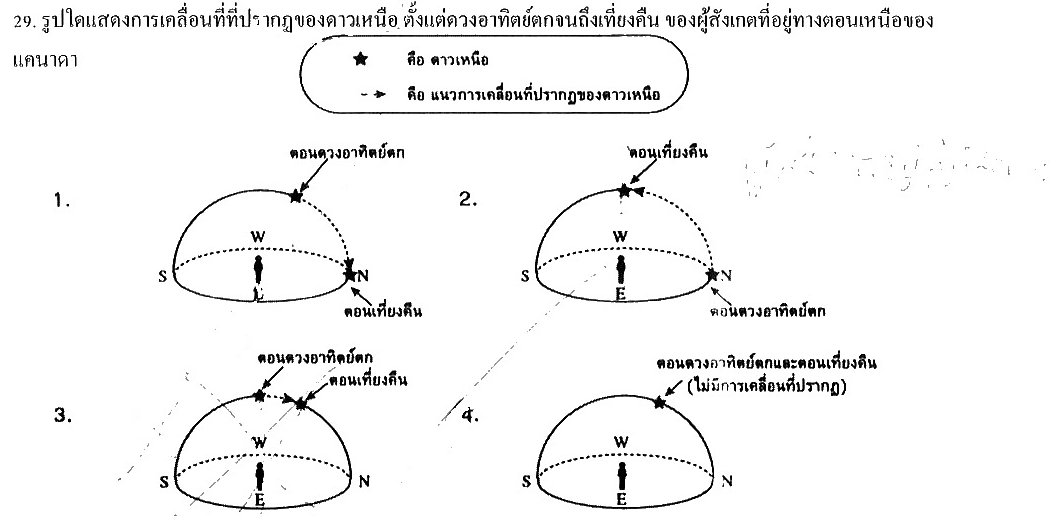 29. รูปใดแสดงการเคลื่อนที่ที่ปรากฏของดาวเหนือ ตั้งแต่ดวงอาทิตย์ตกจนถึงเที่ยงคืน ของผู้สังเกตที่อยู่ทางตอนเหนือของ
แคนาดา
คือ ดาวเหนือ
คือ แนวการเคลื่อนที่ปรากฏของดาวเหนือ
1.
ตอนดวงอาทิตย์ตก
W
S
N
ตอนเที่ยงคืน
2.
ตอนเที่ยงคืน
W
S
N
E
ตอนดวงอาทิตย์ตก
3.
ตอนดวงอาทิตย์ตก
ตอนเที่ยงคืน
W
S
N
E
4.
ตอนดวงอาทิตย์ตกและตอนเที่ยงคืน
(ไม่มีการเคลื่อนที่ปรากฏ)
W
S
N
E